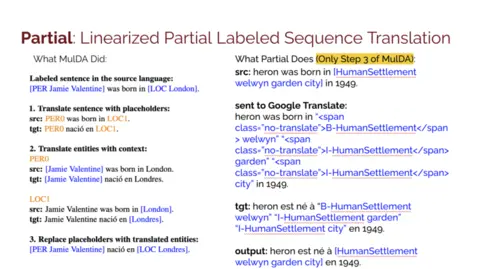 Partial: Linearized Partial Labeled Sequence Translation
What MulDA Did:
Labeled sentence in the source language:
[PER Jamie Valentine] was born in [LOC London].
1. Translate sentence with placeholders:
src: PER0 was born in LOC1.
tgt: PER0 nació en LOC1.
2. Translate entities with context:
PER0
src: [Jamie Valentine] was born in London.
tgt: [Jamie Valentine] nació en Londres.
LOC1
src: Jamie Valentine was born in [London].
tgt: Jamie Valentine nació en [Londres].
3. Replace placeholders with translated entities:
[PER Jamie Valentine] nació en [LOC Londres].
What Partial Does (Only Step 3 of MulDA):
src: heron was born in [HumanSettlement
welwyn garden city] in 1949.
sent to Google Translate:
heron was born in "<span
class="no-translate">B-HumanSettlement</span
> welwyn" "<span
class="no-translate">I-HumanSettlement</span>
garden" "<span
class="no-translate">I-HumanSettlement</span>
city" in 1949.
tgt: heron est né à "B-
HumanSettlement
welwyn" "I-HumanSettlement garden"
"I-HumanSettlement city" en 1949.
output: heron est né à [HumanSettlement
welwyn garden city] en 1949.